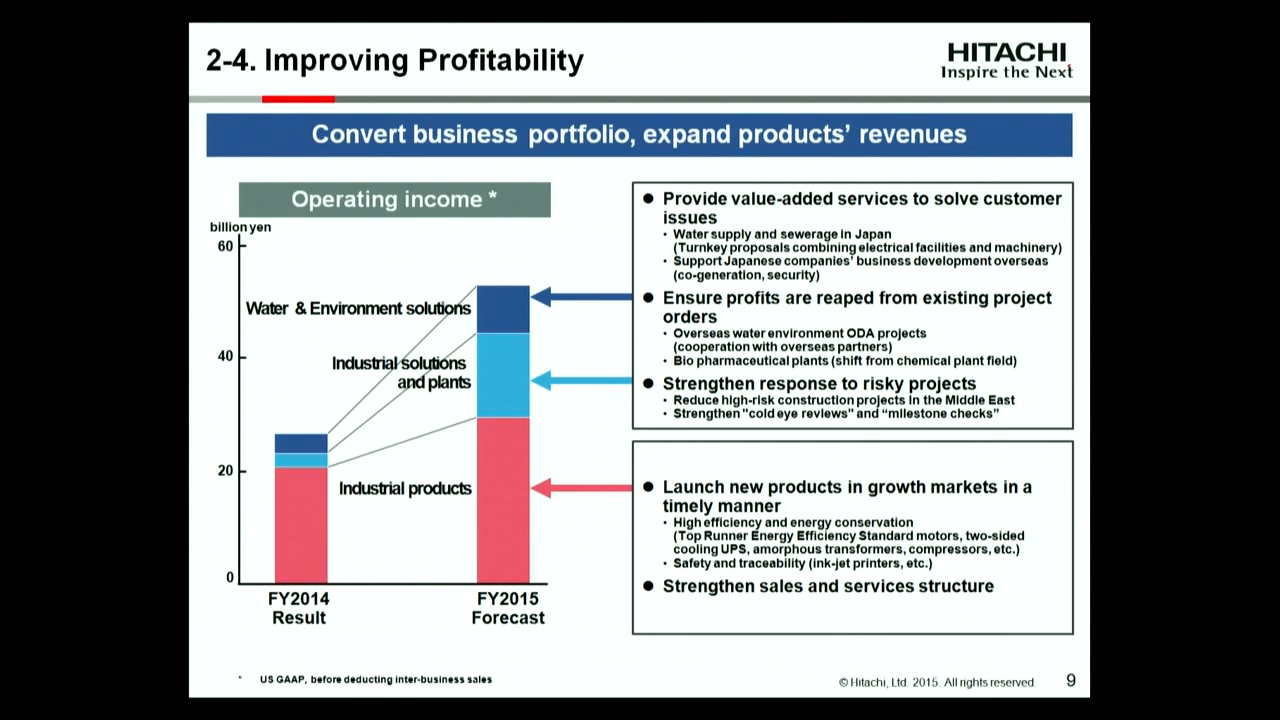 2-4. Improving Profitability
HITACHI
Inspire the Next
Convert business portfolio, expand products’ revenues
Operating income *
billion yen
60
40
20
0
Water & Environment solutions
Industrial solutions
and plants
Industrial products
FY2014
Result
FY2015
Forecast
● Provide value-added services to solve customer
issues
・ Water supply and sewerage in Japan
(Turnkey proposals combining electrical facilities and machinery)
・ Support Japanese companies’ business development overseas
(co-generation, security)
● Ensure profits are reaped from existing project
orders
・ Overseas water environment ODA projects
(cooperation with overseas partners)
・ Bio pharmaceutical plants (shift from chemical plant field)
● Strengthen response to risky projects
・ Reduce high-risk construction projects in the Middle East
・ Strengthen "cold eye reviews" and “milestone checks”
● Launch new products in growth markets in a
timely manner
・ High efficiency and energy conservation
(Top Runner Energy Efficiency Standard motors, two-sided
cooling UPS, amorphous transformers, compressors, etc.)
・ Safety and traceability (ink-jet printers, etc.)
● Strengthen sales and services structure
* US GAAP, before deducting inter-business sales
© Hitachi, Ltd. 2015. All rights reserved.
9